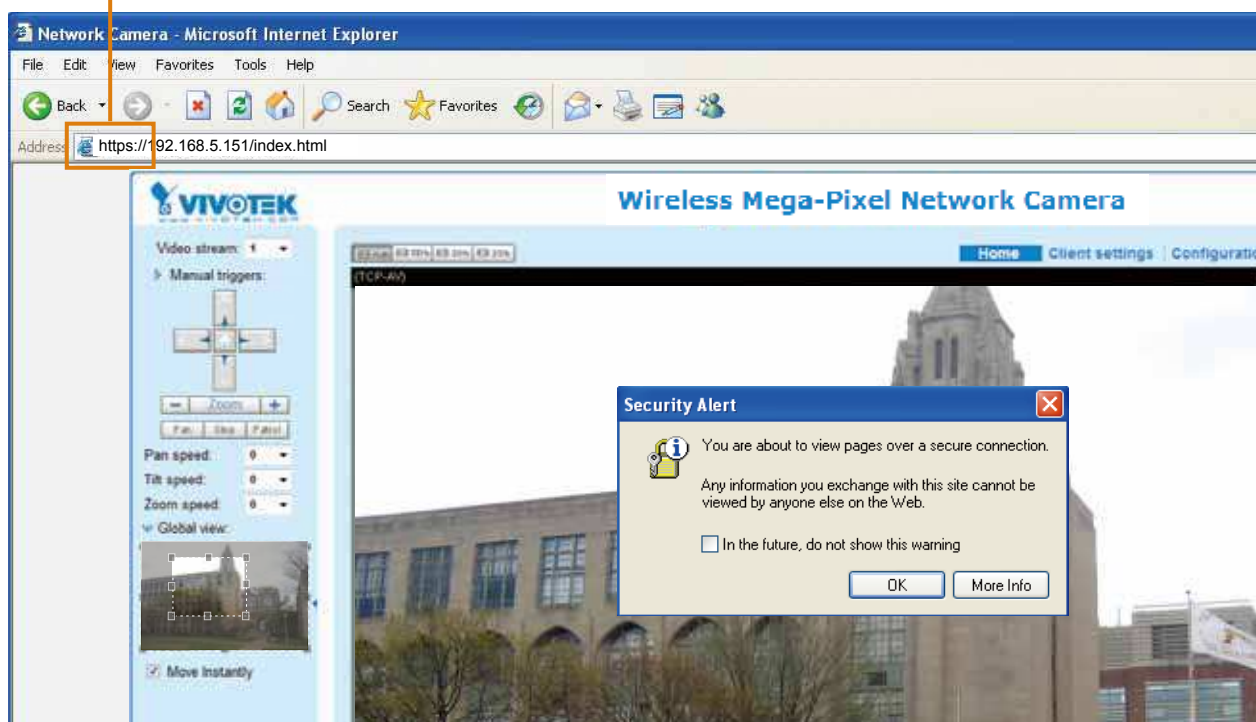 Network Camera - Microsoft Internet Explorer
File Edit View Favorites Tools Help
Back Search Favorites
Address https://192.168.5.151/index.html
VIVOTEK
Wireless Mega-Pixel Network Camera
Video stream: 1
Home Client settings Configuratio
Manual triggers:
(TCP-AV)
Zoom
Pan Stop Patrol
Pan speed: 0
Tilt speed: 0
Zoom speed: 0
Global view:
Move Instantly
Security Alert
You are about to view pages over a secure connection.
Any information you exchange with this site cannot be
viewed by anyone else on the Web.
In the future, do not show this warning
OK More Info